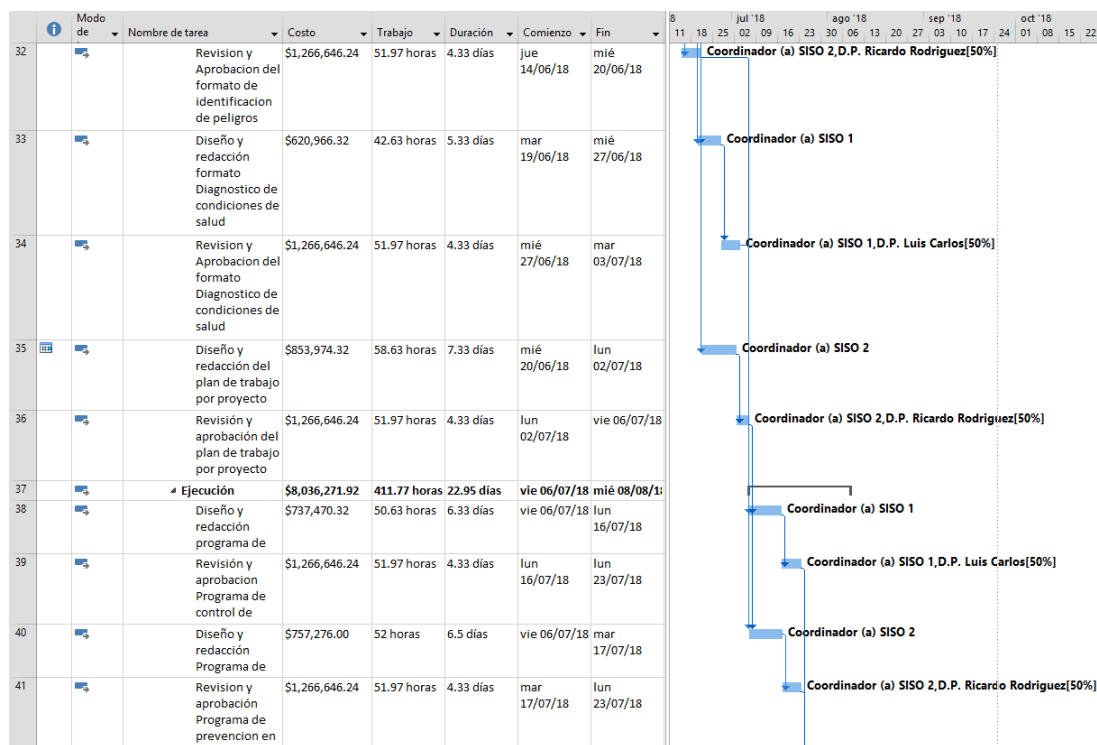 Modo
de
Nombre de tarea Costo Trabajo Duración Comienzo Fin
8 jul '18 ago '18 sep '18 oct '18
11 18 25 02 09 16 23 30 06 13 20 27 03 10 17 24 01 08 15 22
32 Revision y $1,266,646.24 51.97 horas 4.33 días jue mié
Aprobacion del 14/06/18 20/06/18
formato de
identificacion
de peligros
Coordinador (a) SISO 2,D.P. Ricardo Rodriguez[50%]
33 Diseño y $620,966.32 42.63 horas 5.33 días mar mié
redacción 19/06/18 27/06/18
formato
Diagnostico de
condiciones de
salud
Coordinador (a) SISO 1
34 Revision y $1,266,646.24 51.97 horas 4.33 días mié mar
Aprobacion del 27/06/18 03/07/18
formato
Diagnostico de
condiciones de
salud
Coordinador (a) SISO 1,D.P. Luis Carlos[50%]
35 Diseño y $853,974.32 58.63 horas 7.33 días mié lun
redacción del 20/06/18 02/07/18
plan de trabajo
por proyecto
Coordinador (a) SISO 2
36 Revisión y $1,266,646.24 51.97 horas 4.33 días lun vie 06/07/18
aprobación del 02/07/18
plan de trabajo
por proyecto
Coordinador (a) SISO 2,D.P. Ricardo Rodriguez[50%]
37 Ejecución $8,036,271.92 411.77 horas 22.95 días vie 06/07/18 mié 08/08/18
38 Diseño y $737,470.32 50.63 horas 6.33 días vie 06/07/18 lun
redacción 16/07/18
programa de
Coordinador (a) SISO 1
39 Revisión y $1,266,646.24 51.97 horas 4.33 días lun lun
aprobacion 16/07/18 23/07/18
Programa de
control de
Coordinador (a) SISO 1,D.P. Luis Carlos[50%]
40 Diseño y $757,276.00 52 horas 6.5 días vie 06/07/18 mar
redacción 17/07/18
Programa de
Coordinador (a) SISO 2
41 Revision y $1,266,646.24 51.97 horas 4.33 días mar lun
aprobación 17/07/18 23/07/18
Programa de
prevencion en
Coordinador (a) SISO 2,D.P. Ricardo Rodriguez[50%]